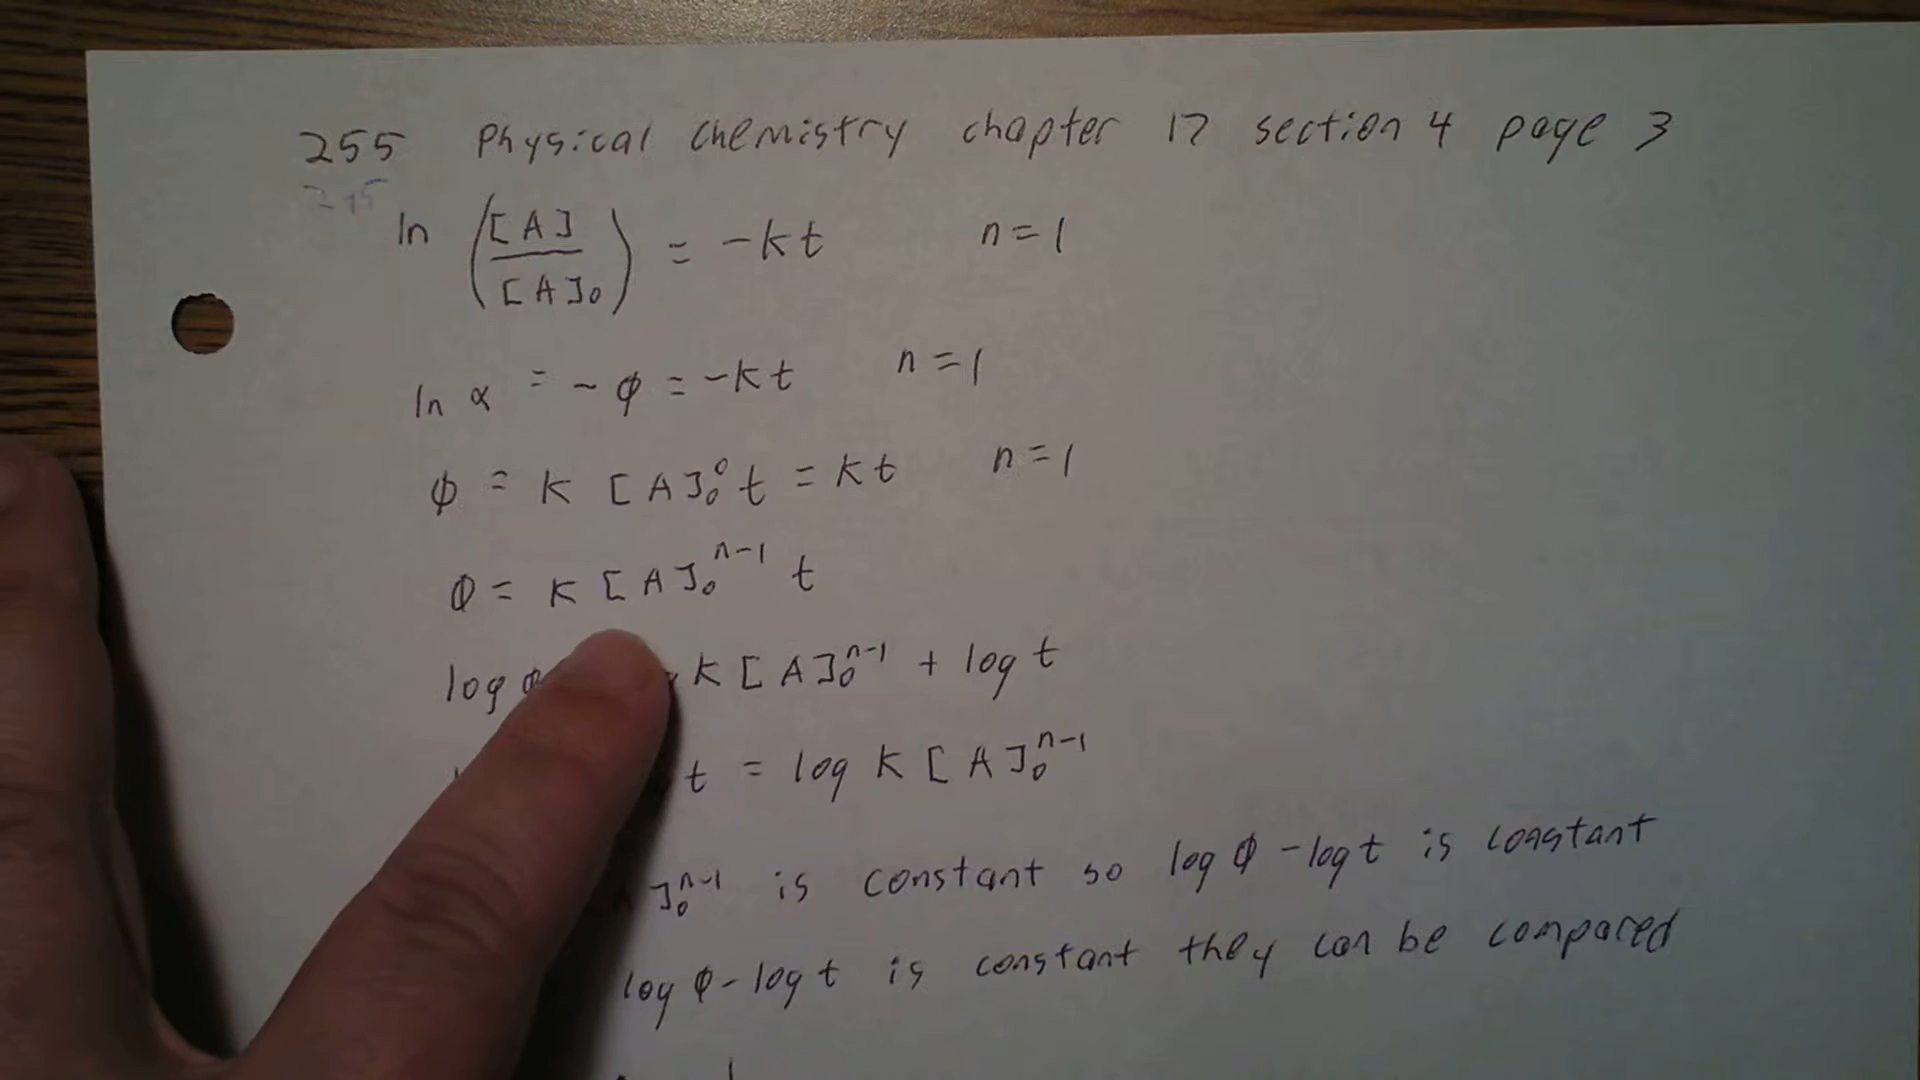 255 Physical chemistry chapter 17 section 4 page 3
ln ([A]/[A]₀) = -kt n=1
ln α = -ϕ = -kt n=1
ϕ = k [A]₀⁰ t = kt n=1
ϕ = k [A]₀ⁿ⁻¹ t
log k [A]₀ⁿ⁻¹ + log t
t = log k [A]₀ⁿ⁻¹
]₀ⁿ⁻¹ is constant so log ϕ - log t is constant
log ϕ - log t is constant they can be compared